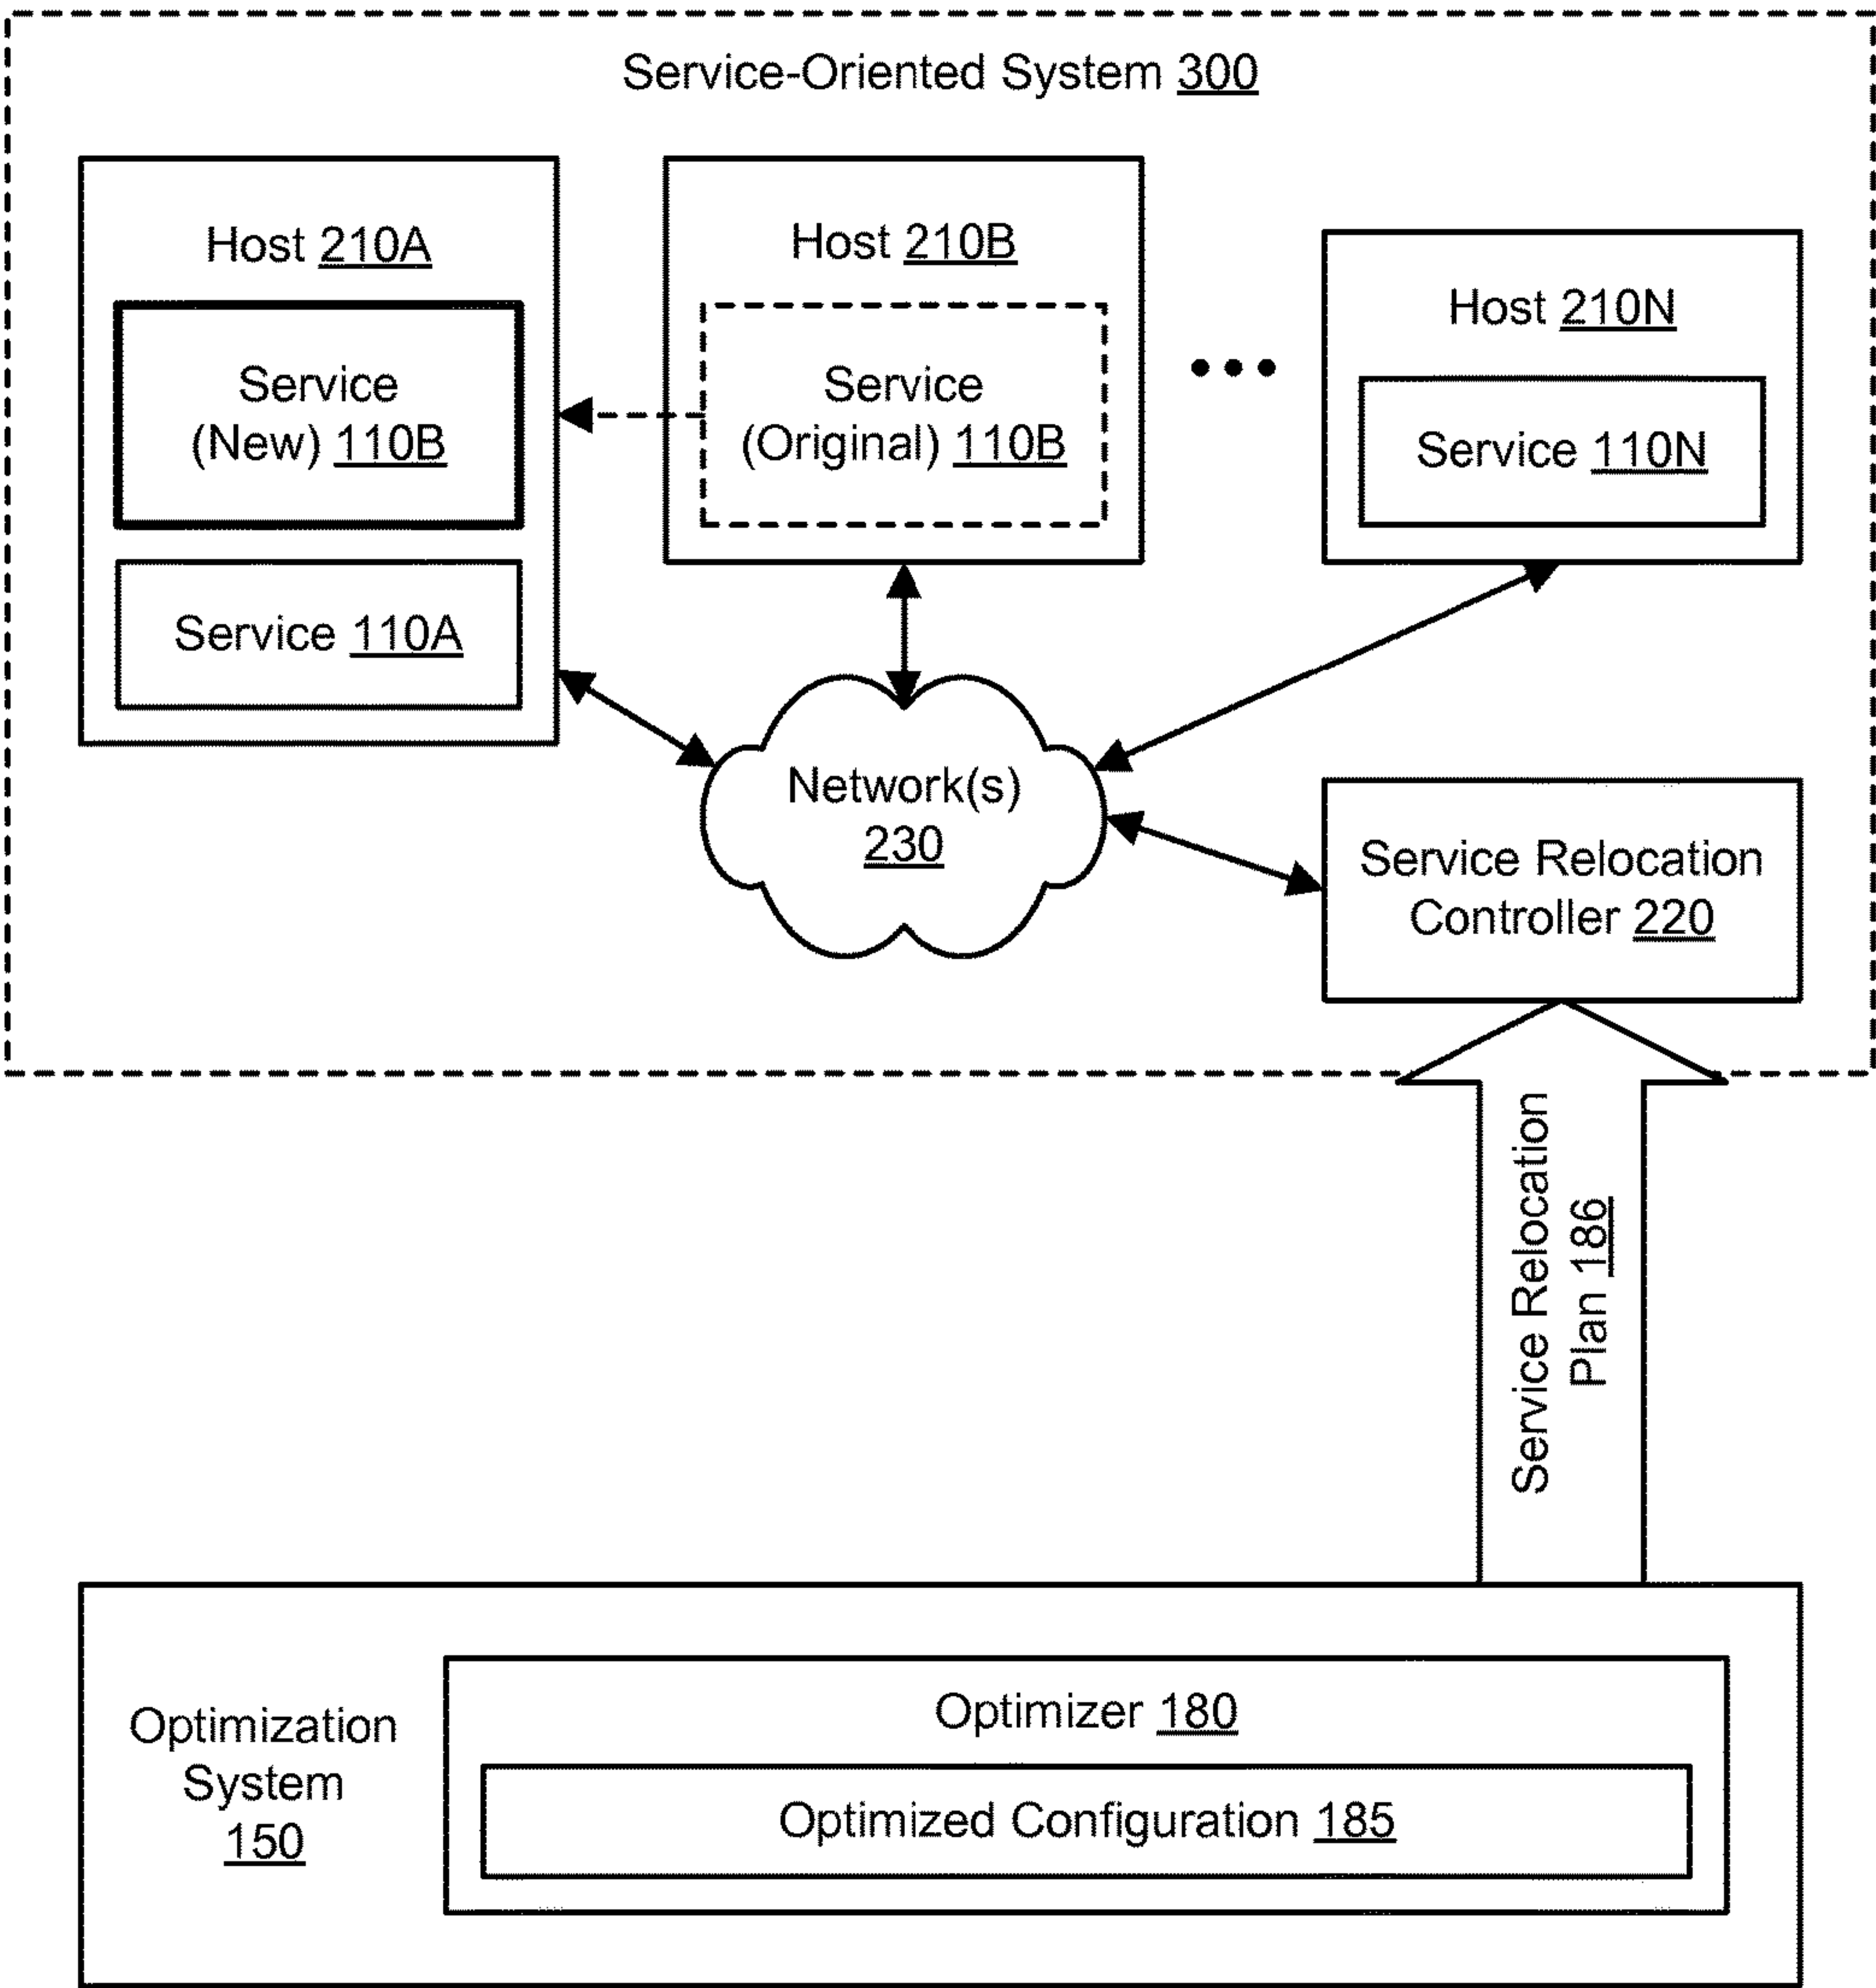 Service-Oriented System 300
Host 210A
Service
(New) 110B
Service 110A
Host 210B
Service
(Original) 110B
Host 210N
Service 110N
Network(s)
230
Service Relocation
Controller 220
Service Relocation
Plan 186
Optimization
System
150
Optimizer 180
Optimized Configuration 185